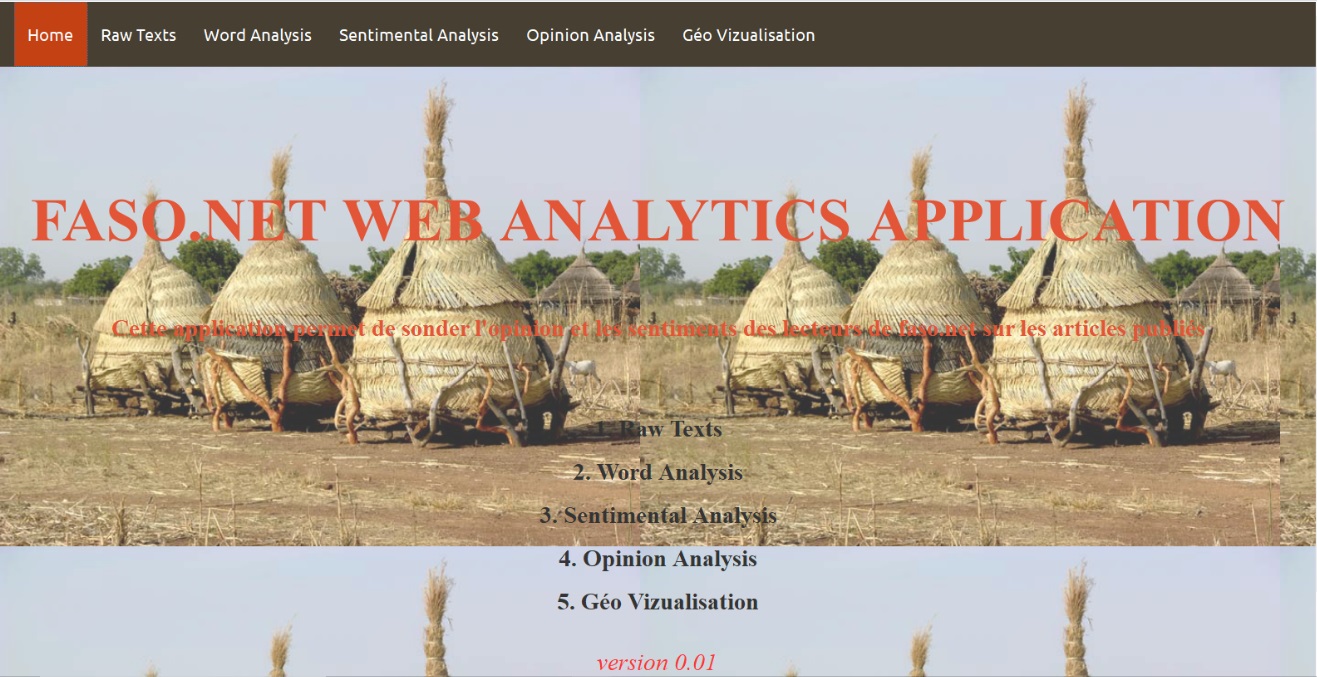 Home Raw Texts Word Analysis Sentimental Analysis Opinion Analysis Géo Vizualisation
FASO.NET WEB ANALYTICS APPLICATION
Cette application permet de sonder l'opinion et les sentiments des lecteurs de faso.net sur les articles publiés
1. Raw Texts
2. Word Analysis
3. Sentimental Analysis
4. Opinion Analysis
5. Géo Vizualisation
version 0.01